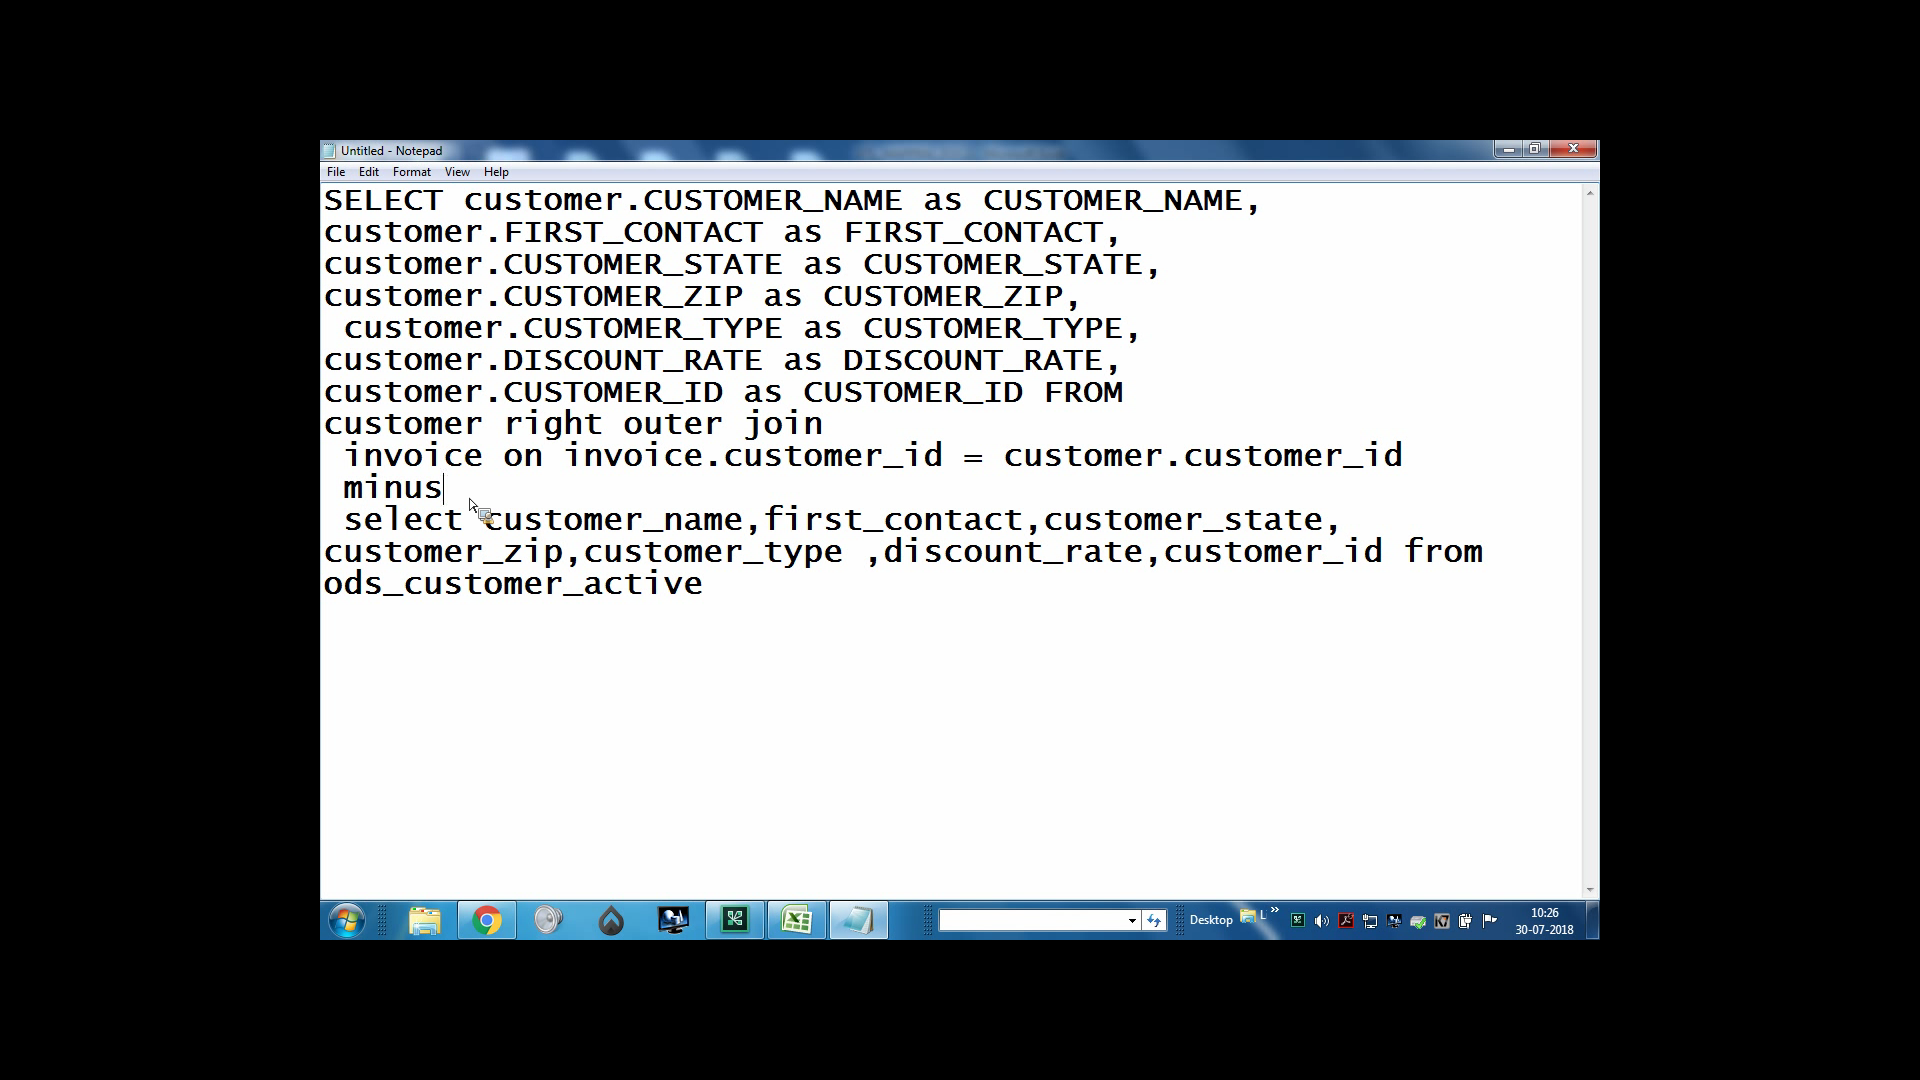 Untitled - Notepad
File Edit Format View Help
SELECT customer.CUSTOMER_NAME as CUSTOMER_NAME,
customer.FIRST_CONTACT as FIRST_CONTACT,
customer.CUSTOMER_STATE as CUSTOMER_STATE,
customer.CUSTOMER_ZIP as CUSTOMER_ZIP,
customer.CUSTOMER_TYPE as CUSTOMER_TYPE,
customer.DISCOUNT_RATE as DISCOUNT_RATE,
customer.CUSTOMER_ID as CUSTOMER_ID FROM
customer right outer join
invoice on invoice.customer_id = customer.customer_id
minus
select customer_name,first_contact,customer_state,
customer_zip,customer_type ,discount_rate,customer_id from
ods_customer_active
Desktop L »
10:26
30-07-2018